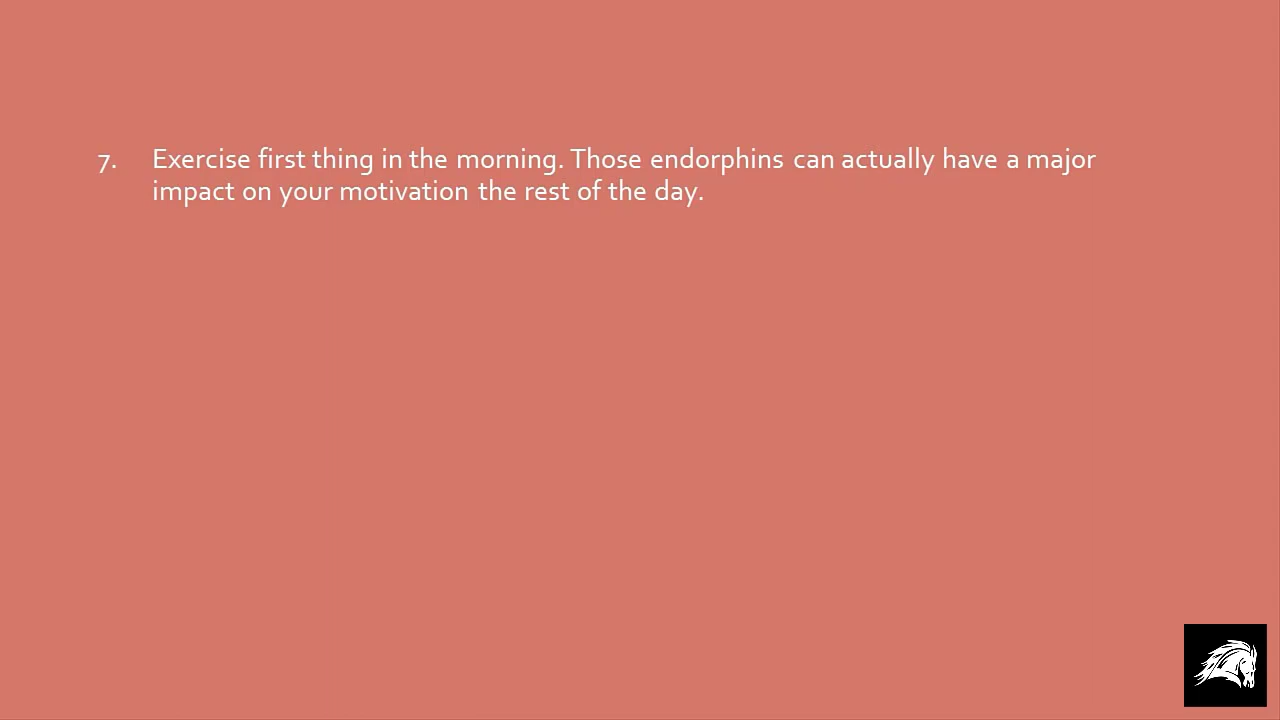 7. Exercise first thing in the morning. Those endorphins can actually have a major
impact on your motivation the rest of the day.